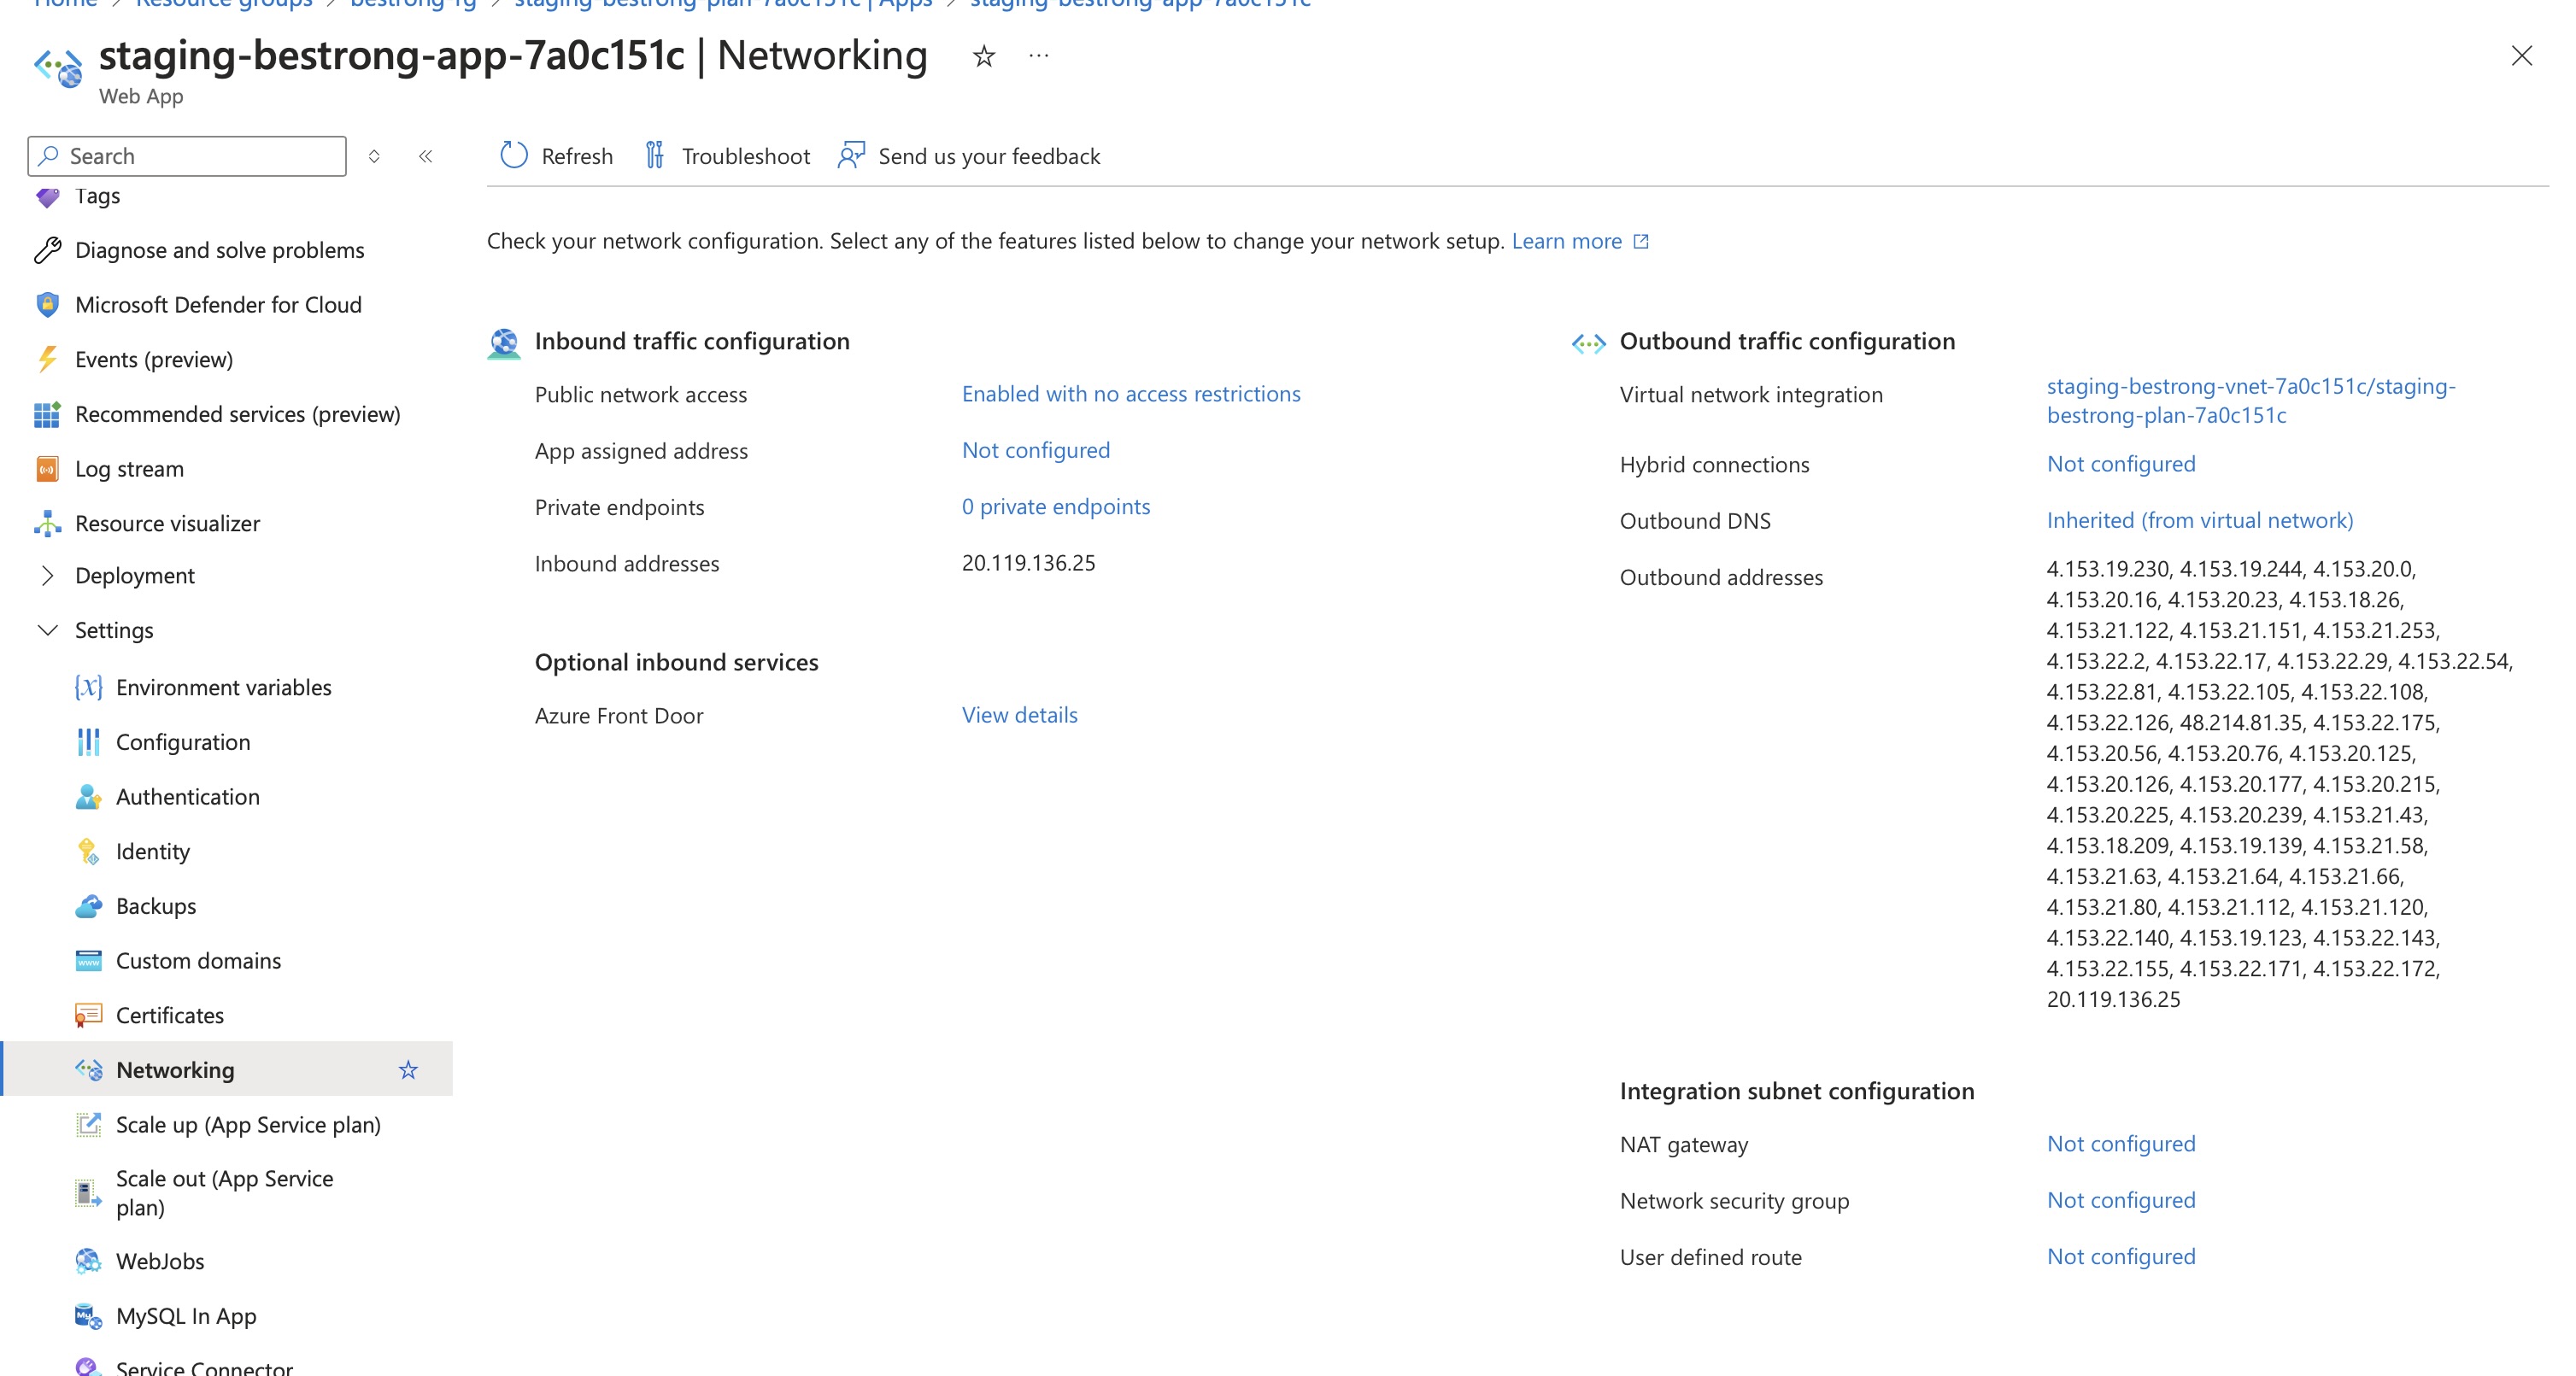 Home > Resource groups > bestrong-rg > staging-bestrong-plan-7a0c151c | Apps > staging-bestrong-app-7a0c151c
staging-bestrong-app-7a0c151c | Networking
Web App
Search
Refresh
Troubleshoot
Send us your feedback
Tags
Diagnose and solve problems
Microsoft Defender for Cloud
Events (preview)
Recommended services (preview)
Log stream
Resource visualizer
Deployment
Settings
Environment variables
Configuration
Authentication
Identity
Backups
Custom domains
Certificates
Networking
Scale up (App Service plan)
Scale out (App Service
plan)
WebJobs
MySQL In App
Service Connector
Check your network configuration. Select any of the features listed below to change your network setup. Learn more
Inbound traffic configuration
Public network access
Enabled with no access restrictions
App assigned address
Not configured
Private endpoints
0 private endpoints
Inbound addresses
20.119.136.25
Optional inbound services
Azure Front Door
View details
Outbound traffic configuration
Virtual network integration
staging-bestrong-vnet-7a0c151c/staging-
bestrong-plan-7a0c151c
Hybrid connections
Not configured
Outbound DNS
Inherited (from virtual network)
Outbound addresses
4.153.19.230, 4.153.19.244, 4.153.20.0,
4.153.20.16, 4.153.20.23, 4.153.18.26,
4.153.21.122, 4.153.21.151, 4.153.21.253,
4.153.22.2, 4.153.22.17, 4.153.22.29, 4.153.22.54,
4.153.22.81, 4.153.22.105, 4.153.22.108,
4.153.22.126, 48.214.81.35, 4.153.22.175,
4.153.20.56, 4.153.20.76, 4.153.20.125,
4.153.20.126, 4.153.20.177, 4.153.20.215,
4.153.20.225, 4.153.20.239, 4.153.21.43,
4.153.18.209, 4.153.19.139, 4.153.21.58,
4.153.21.63, 4.153.21.64, 4.153.21.66,
4.153.21.80, 4.153.21.112, 4.153.21.120,
4.153.22.140, 4.153.19.123, 4.153.22.143,
4.153.22.155, 4.153.22.171, 4.153.22.172,
20.119.136.25
Integration subnet configuration
NAT gateway
Not configured
Network security group
Not configured
User defined route
Not configured